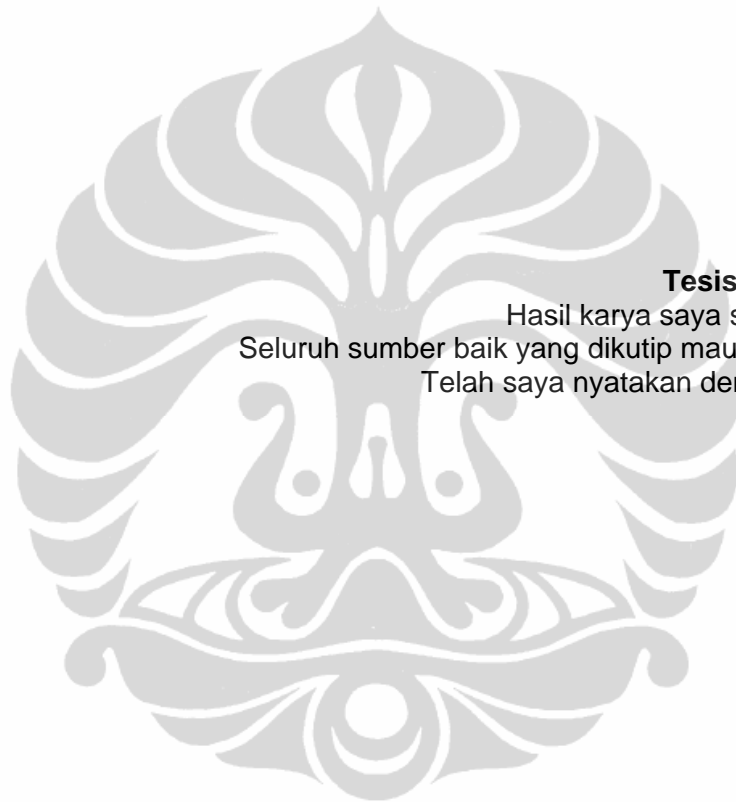 Tesis
Hasil karya saya s
Seluruh sumber baik yang dikutip mau
Telah saya nyatakan der